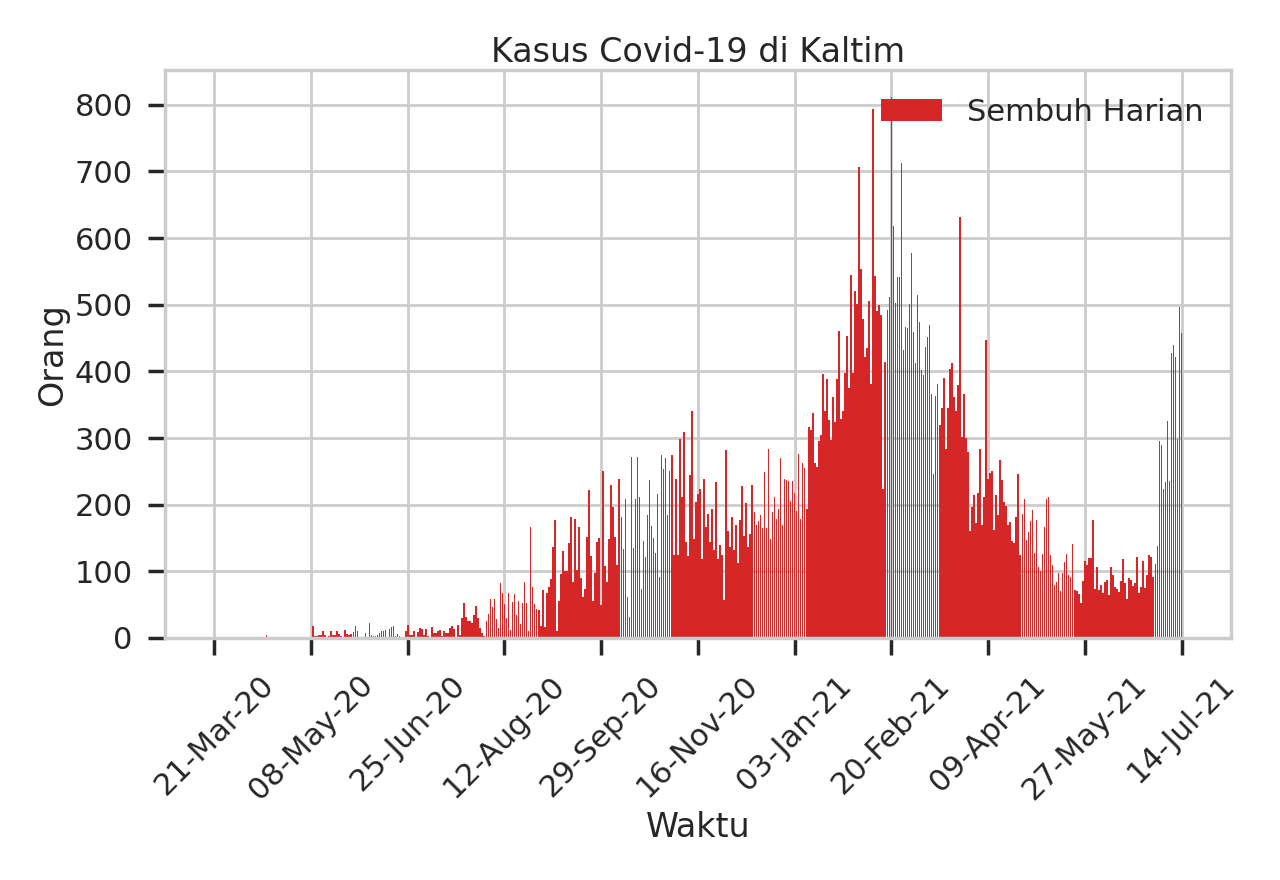 Kasus Covid-19 di Kaltim
Sembuh Harian
800
700
600
500
400
300
200
100
0
Orang
21-Mar-20
08-May-20
25-Jun-20
12-Aug-20
29-Sep-20
16-Nov-20
03-Jan-21
20-Feb-21
09-Apr-21
27-May-21
14-Jul-21
Waktu